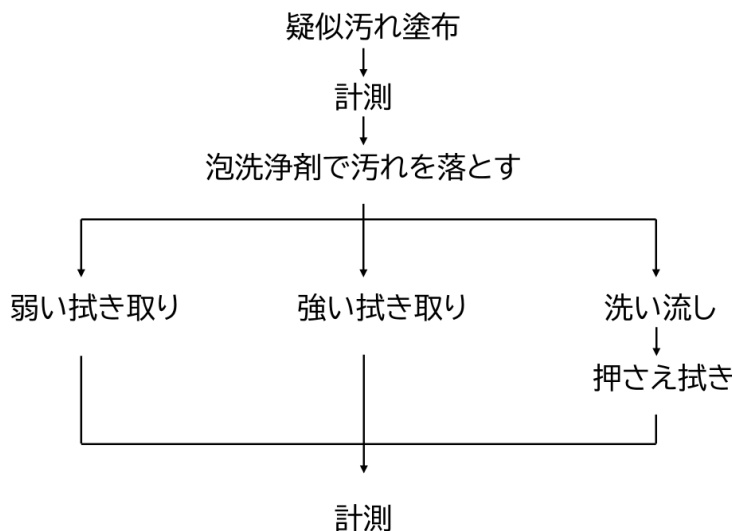 疑似汚れ塗布
計測
泡洗浄剤で汚れを落とす
弱い拭き取り
強い拭き取り
洗い流し
押さえ拭き
計測